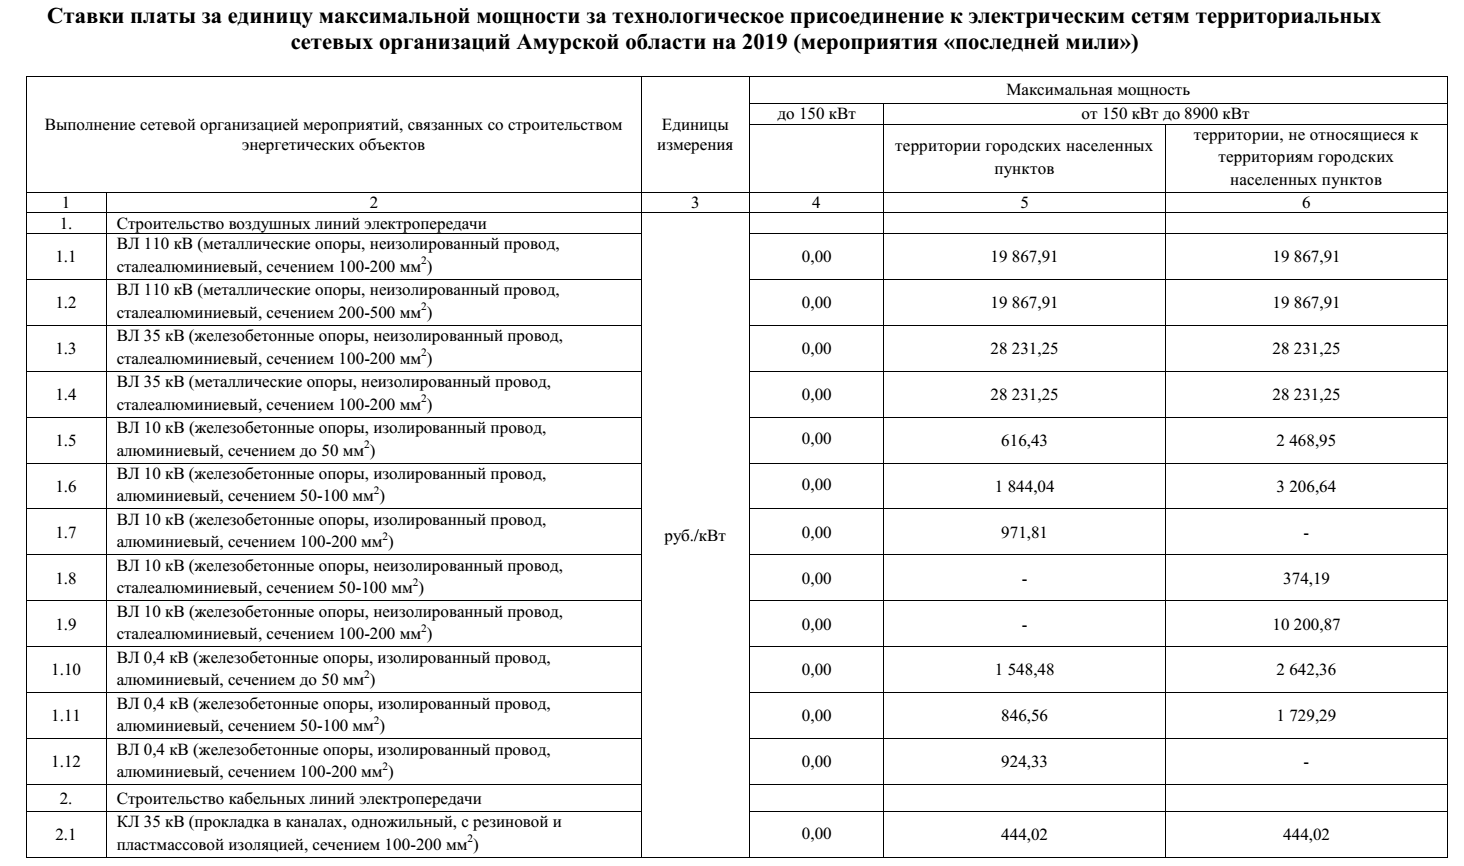 Ставки платы за единицу максимальной мощности за технологическое присоединение к электрическим сетям территориальных
сетевых организаций Амурской области на 2019 (мероприятия «последней мили»)
Выполнение сетевой организацией мероприятий, связанных со строительством
энергетических объектов
Единицы
измерения
Максимальная мощность
до 150 кВт
от 150 кВт до 8900 кВт
территории городских населенных
пунктов
территории, не относящиеся к
территориям городских
населенных пунктов
1 2 3 4 5 6
1. Строительство воздушных линий электропередачи
руб./кВт
1.1
ВЛ 110 кВ (металлические опоры, неизолированный провод,
сталеалюминиевый, сечением 100-200 мм²)
0,00 19 867,91 19 867,91
1.2
ВЛ 110 кВ (металлические опоры, неизолированный провод,
сталеалюминиевый, сечением 200-500 мм²)
0,00 19 867,91 19 867,91
1.3
ВЛ 35 кВ (железобетонные опоры, неизолированный провод,
сталеалюминиевый, сечением 100-200 мм²)
0,00 28 231,25 28 231,25
1.4
ВЛ 35 кВ (металлические опоры, неизолированный провод,
сталеалюминиевый, сечением 100-200 мм²)
0,00 28 231,25 28 231,25
1.5
ВЛ 10 кВ (железобетонные опоры, изолированный провод,
алюминиевый, сечением до 50 мм²)
0,00 616,43 2 468,95
1.6
ВЛ 10 кВ (железобетонные опоры, изолированный провод,
алюминиевый, сечением 50-100 мм²)
0,00 1 844,04 3 206,64
1.7
ВЛ 10 кВ (железобетонные опоры, изолированный провод,
алюминиевый, сечением 100-200 мм²)
0,00 971,81 -
1.8
ВЛ 10 кВ (железобетонные опоры, неизолированный провод,
сталеалюминиевый, сечением 50-100 мм²)
0,00 - 374,19
1.9
ВЛ 10 кВ (железобетонные опоры, неизолированный провод,
сталеалюминиевый, сечением 100-200 мм²)
0,00 - 10 200,87
1.10
ВЛ 0,4 кВ (железобетонные опоры, изолированный провод,
алюминиевый, сечением до 50 мм²)
0,00 1 548,48 2 642,36
1.11
ВЛ 0,4 кВ (железобетонные опоры, изолированный провод,
алюминиевый, сечением 50-100 мм²)
0,00 846,56 1 729,29
1.12
ВЛ 0,4 кВ (железобетонные опоры, изолированный провод,
алюминиевый, сечением 100-200 мм²)
0,00 924,33 -
2. Строительство кабельных линий электропередачи
2.1
КЛ 35 кВ (прокладка в каналах, одножильный, с резиновой и
пластмассовой изоляцией, сечением 100-200 мм²)
0,00 444,02 444,02